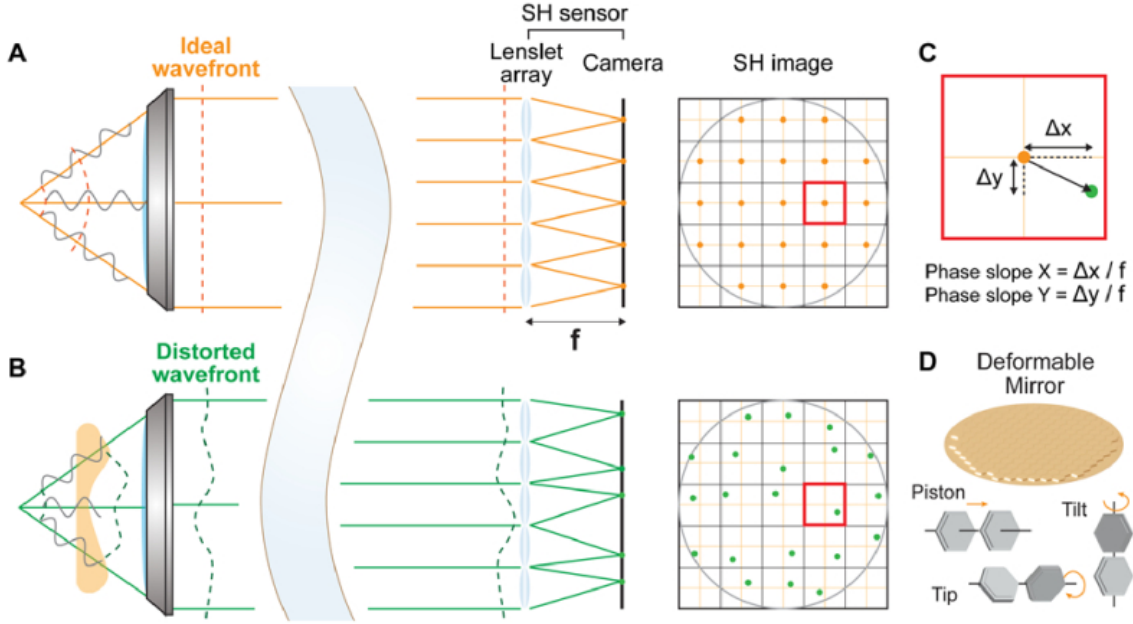 A
Ideal
wavefront
SH sensor
Lenslet
array
Camera
SH image
f
C
Δx
Δy
Phase slope X = Δx / f
Phase slope Y = Δy / f
B
Distorted
wavefront
D
Deformable
Mirror
Piston
Tilt
Tip